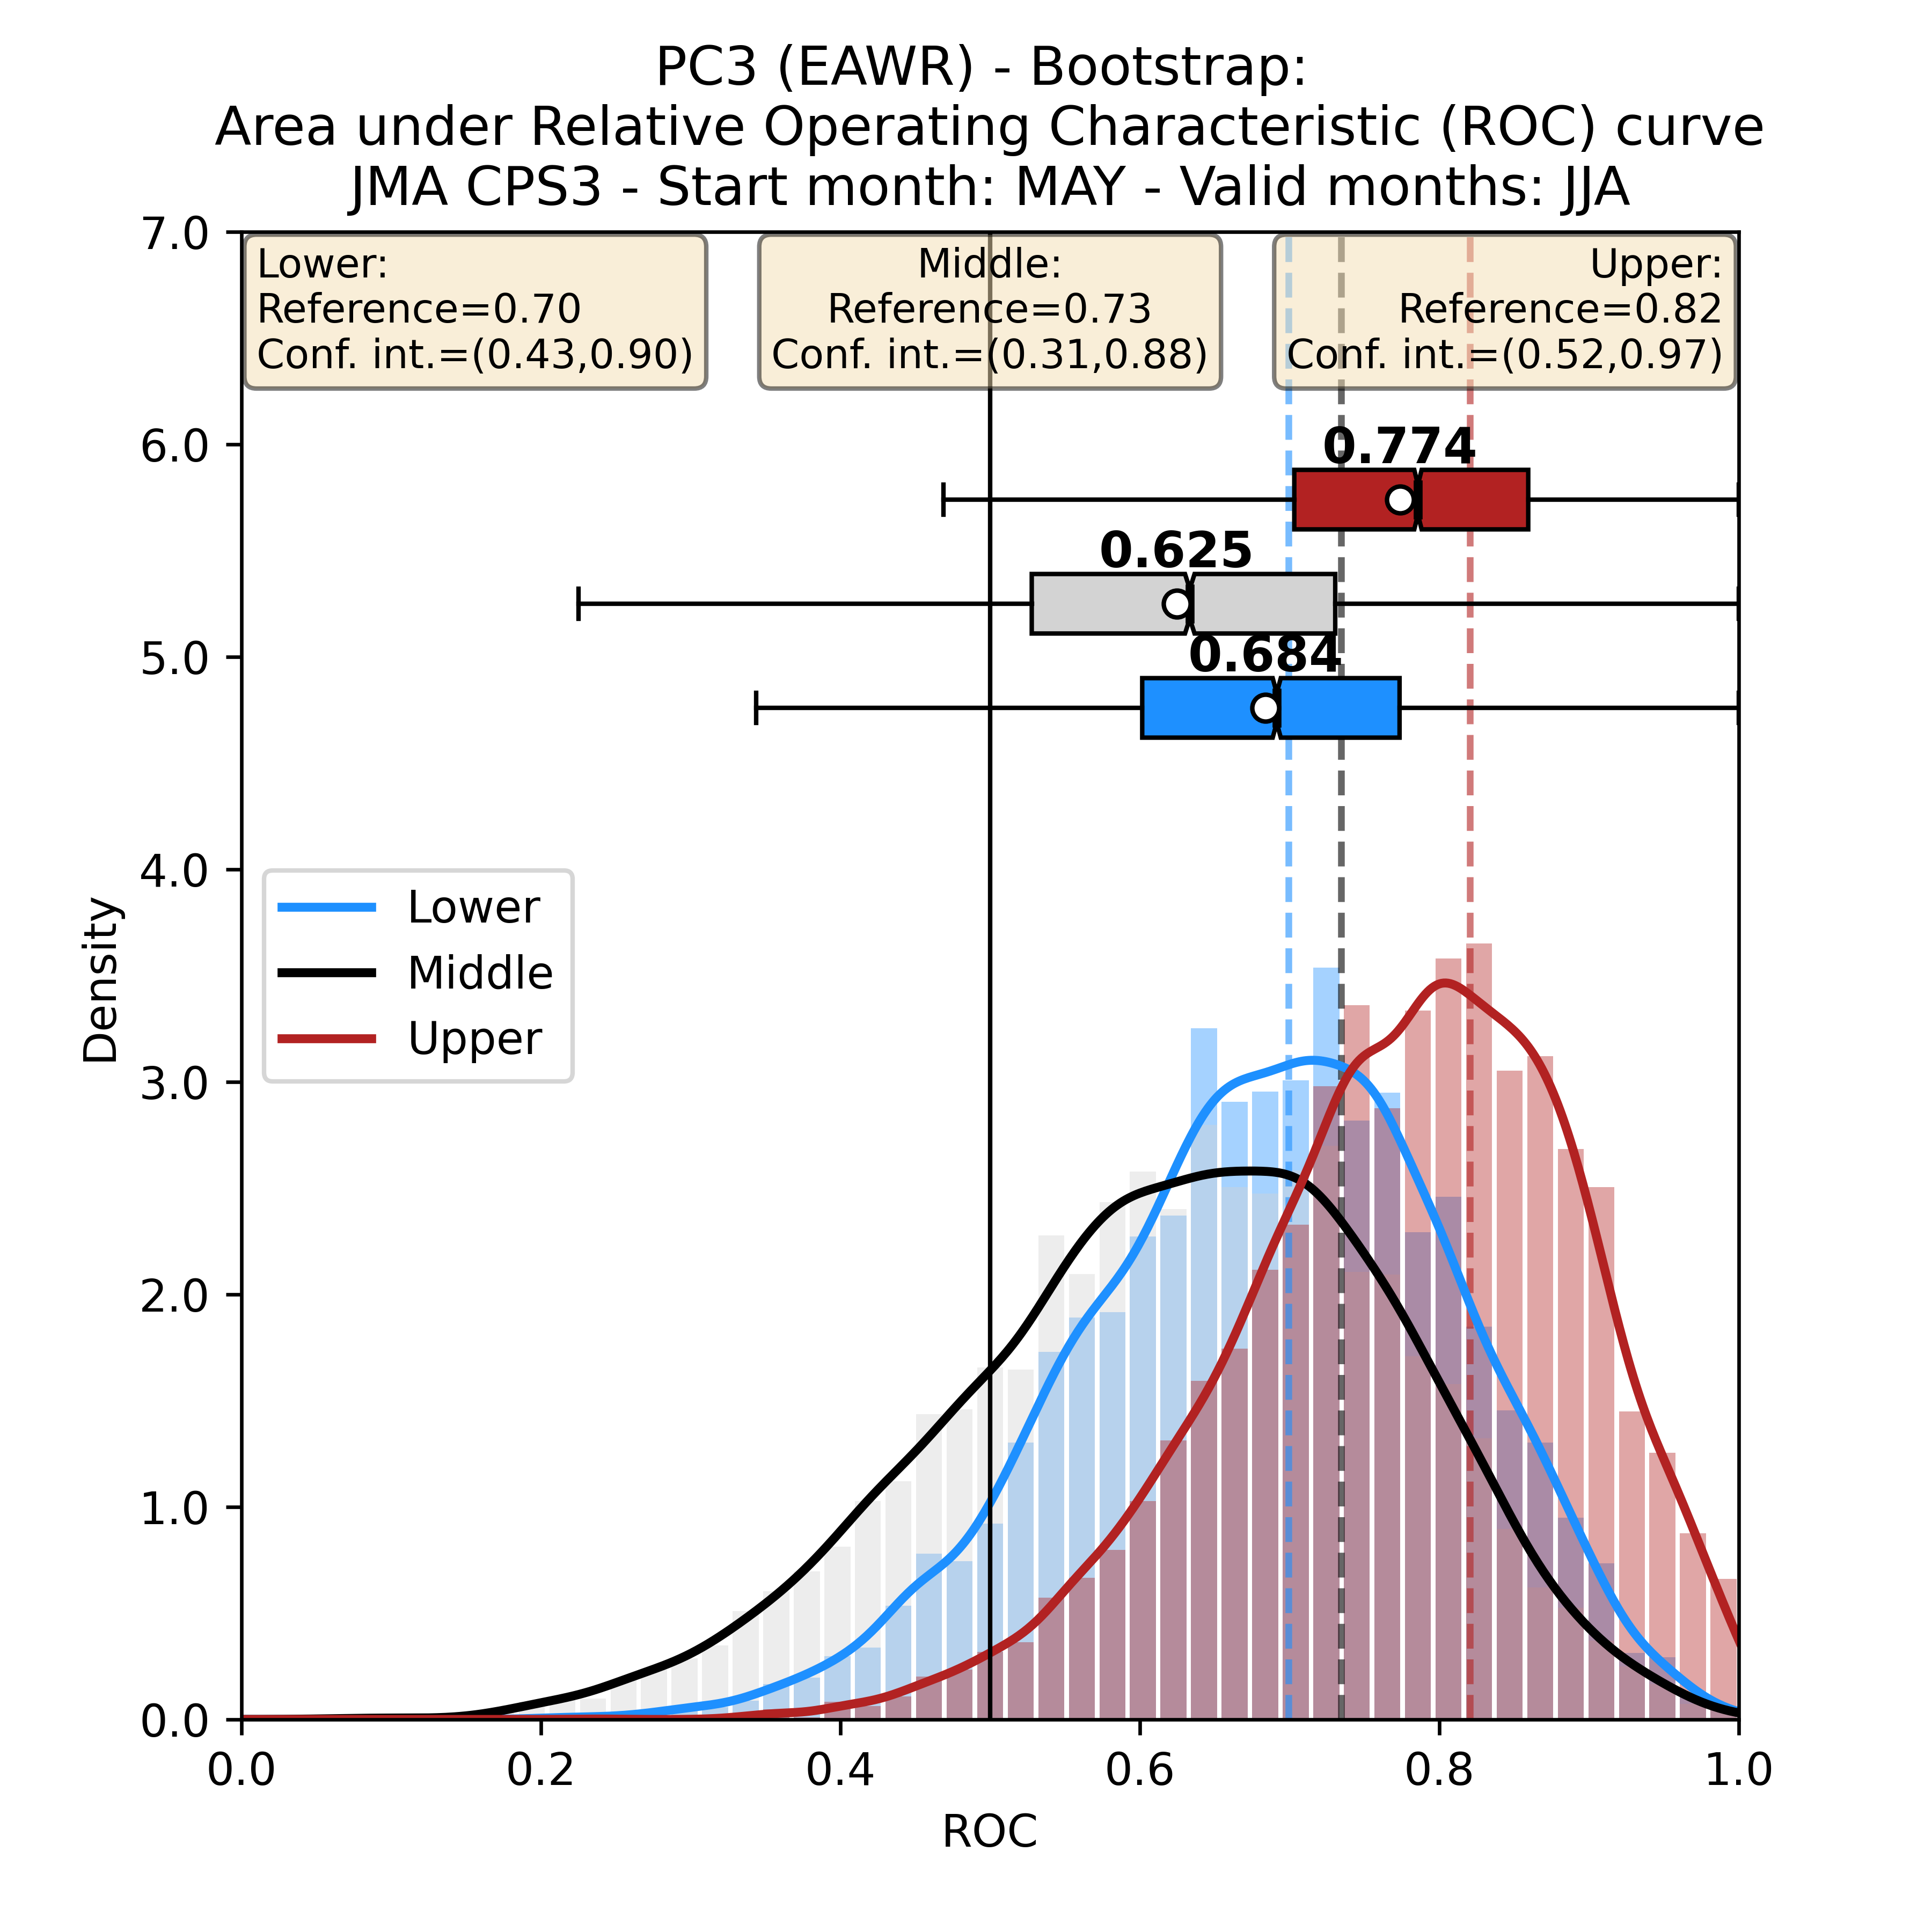 PC3 (EAWR) - Bootstrap:
Area under Relative Operating Characteristic (ROC) curve
JMA CPS3 - Start month: MAY - Valid months: JJA
Lower:
Reference=0.70
Conf. int.=(0.43,0.90)
Middle:
Reference=0.73
Conf. int.=(0.31,0.88)
Upper:
Reference=0.82
Conf. int.=(0.52,0.97)
0.774
0.625
0.684
Lower
Middle
Upper
Density
7.0
6.0
5.0
4.0
3.0
2.0
1.0
0.0
0.0
0.2
0.4
0.6
0.8
1.0
ROC